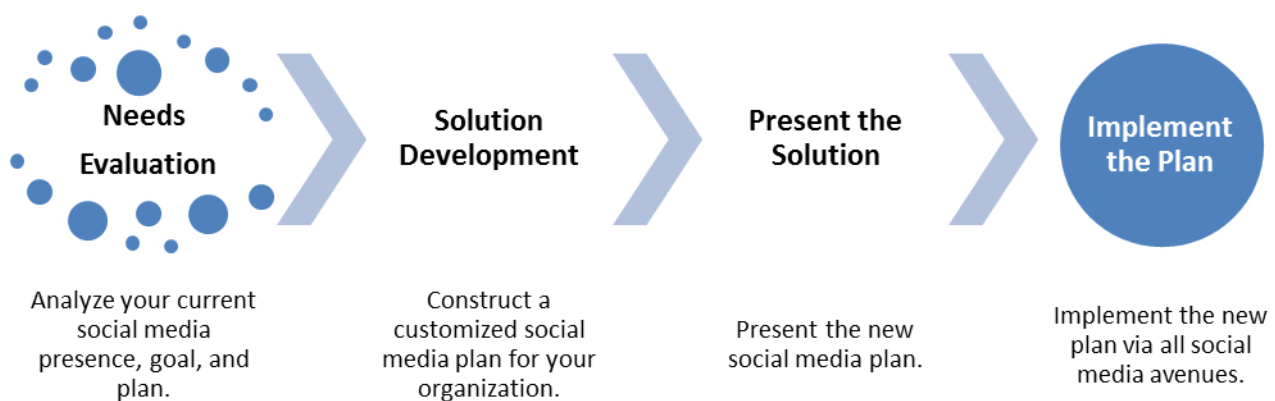 Needs
Evaluation
Solution
Development
Present the
Solution
Implement
the Plan
Analyze your current
social media
presence, goal, and
plan.
Construct a
customized social
media plan for your
organization.
Present the new
social media plan.
Implement the new
plan via all social
media avenues.